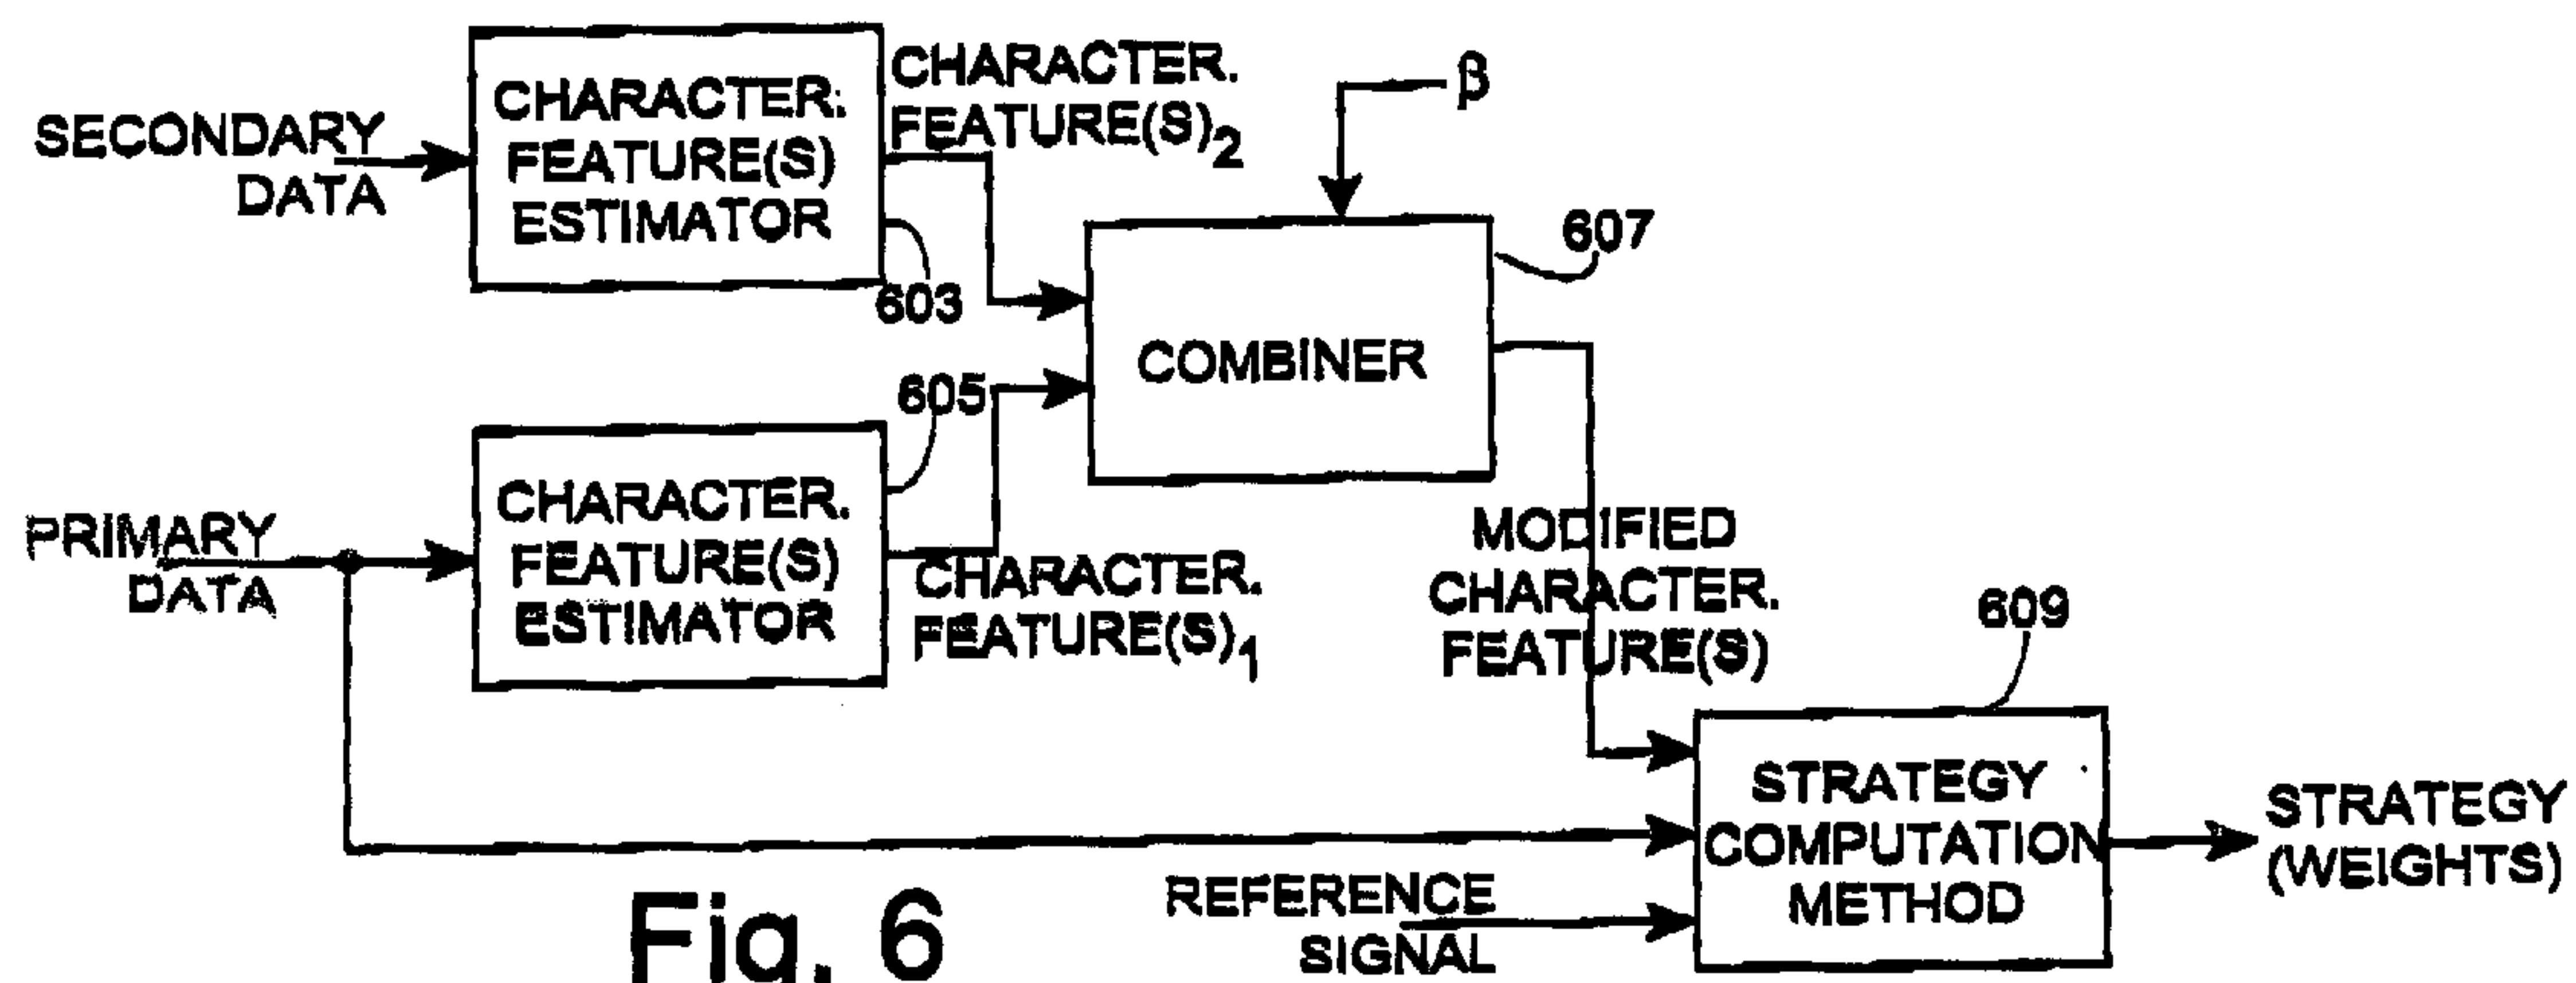 SECONDARY
DATA
CHARACTER.
FEATURE(S)
ESTIMATOR
603
CHARACTER.
FEATURE(S)2
β
COMBINER
607
PRIMARY
DATA
CHARACTER.
FEATURE(S)
ESTIMATOR
605
CHARACTER.
FEATURE(S)1
MODIFIED
CHARACTER.
FEATURE(S)
609
STRATEGY
COMPUTATION
METHOD
REFERENCE
SIGNAL
STRATEGY
(WEIGHTS)
Fig. 6